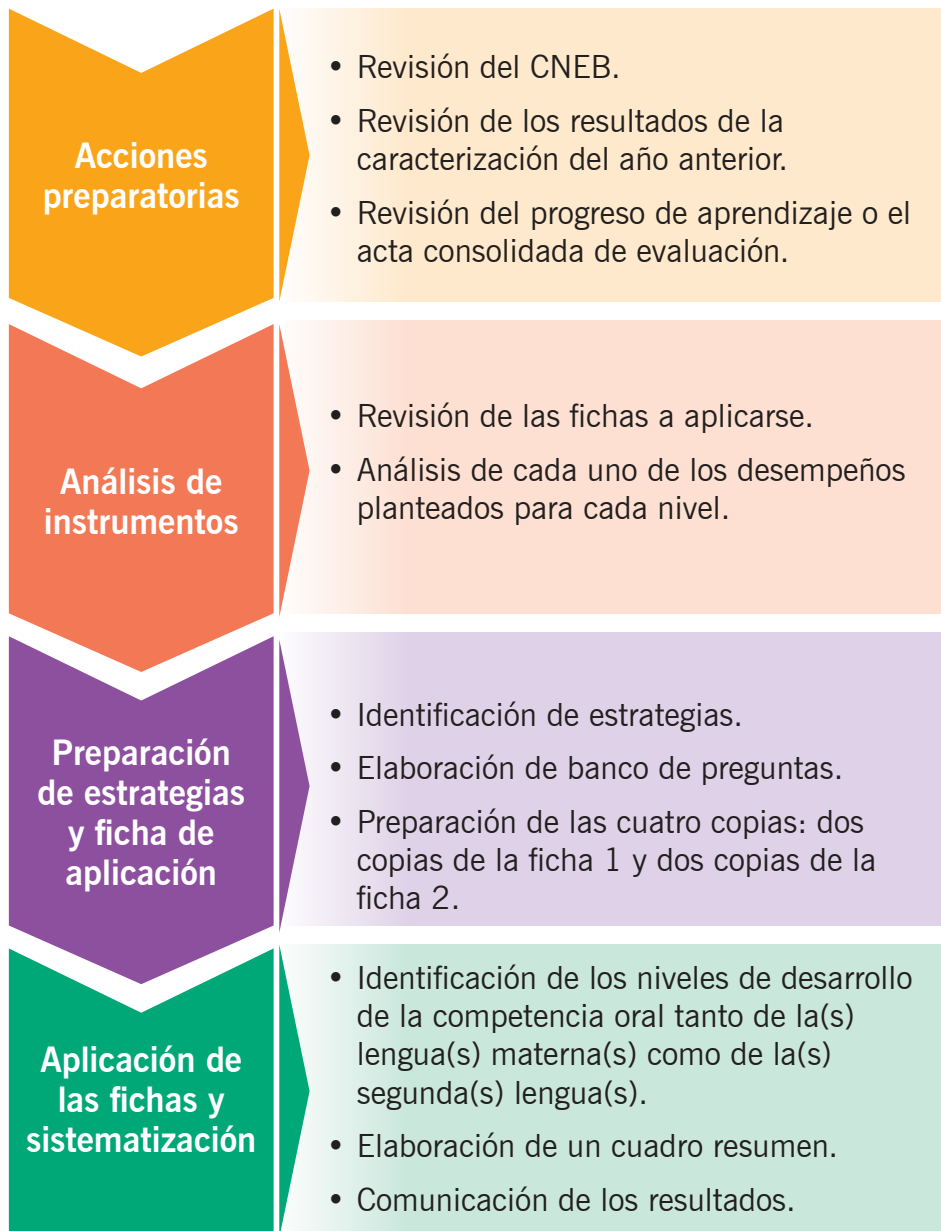 Acciones
preparatorias
• Revisión del CNEB.
• Revisión de los resultados de la
caracterización del año anterior.
• Revisión del progreso de aprendizaje o el
acta consolidada de evaluación.
Análisis de
instrumentos
• Revisión de las fichas a aplicarse.
• Análisis de cada uno de los desempeños
planteados para cada nivel.
Preparación
de estrategias
y ficha de
aplicación
• Identificación de estrategias.
• Elaboración de banco de preguntas.
• Preparación de las cuatro copias: dos
copias de la ficha 1 y dos copias de la
ficha 2.
Aplicación de
las fichas y
sistematización
• Identificación de los niveles de desarrollo
de la competencia oral tanto de la(s)
lengua(s) materna(s) como de la(s)
segunda(s) lengua(s).
• Elaboración de un cuadro resumen.
• Comunicación de los resultados.